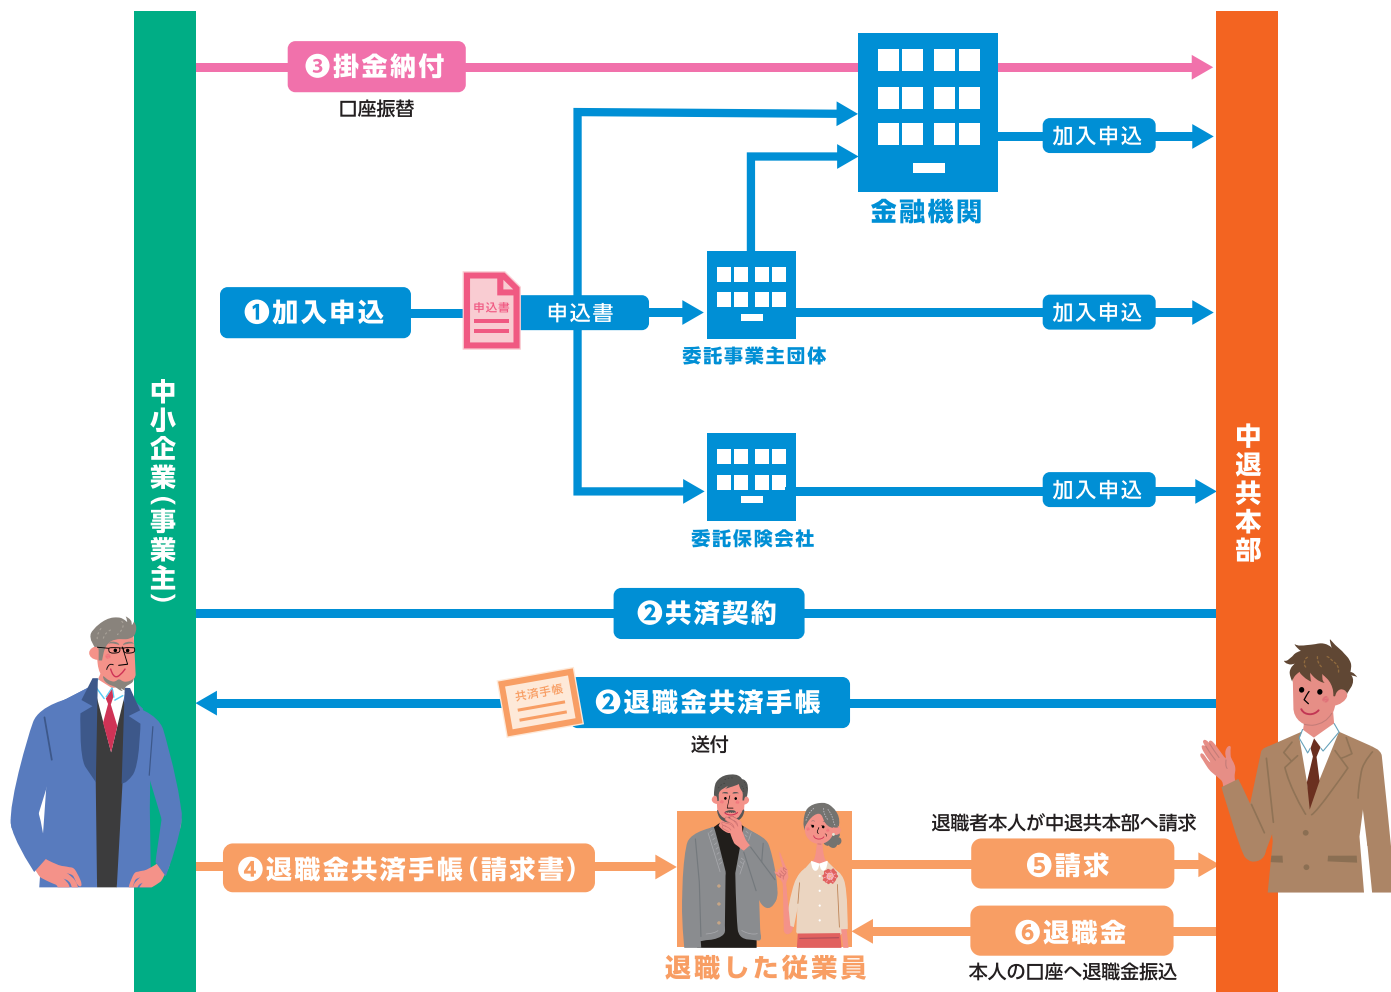 ❸掛金納付
口座振替
加入申込
金融機関
❶加入申込
申込書
申込書
加入申込
委託事業主団体
中小企業（事業主）
中退共本部
加入申込
委託保険会社
❷共済契約
共済手帳
❷退職金共済手帳
送付
退職者本人が中退共本部へ請求
❹退職金共済手帳（請求書）
❺請求
❻退職金
退職した従業員
本人の口座へ退職金振込